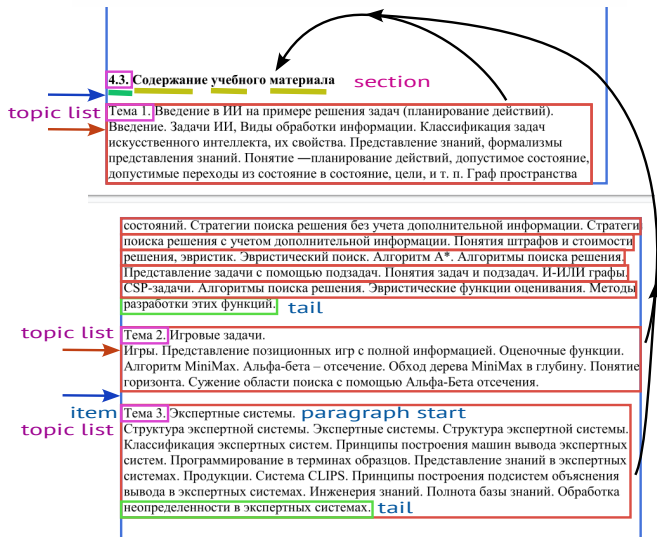 4.3. Содержание учебного материала section
topic list Тема 1. Введение в ИИ на примере решения задач (планирование действий).
Введение. Задачи ИИ, Виды обработки информации. Классификация задач
искусственного интеллекта, их свойства. Представление знаний, формализмы
представления знаний. Понятие —планирование действий, допустимое состояние,
допустимые переходы из состояние в состояние, цели, и т. п. Граф пространства
состояний. Стратегии поиска решения без учета дополнительной информации. Стратеги
поиска решения с учетом дополнительной информации. Понятия штрафов и стоимости
решения, эвристик. Эвристический поиск. Алгоритм А*. Алгоритмы поиска решения.
Представление задачи с помощью подзадач. Понятия задач и подзадач. И-ИЛИ графы.
CSP-задачи. Алгоритмы поиска решения. Эвристические функции оценивания. Методы
разработки этих функций. tail
topic list Тема 2. Игровые задачи.
Игры. Представление позиционных игр с полной информацией. Оценочные функции.
Алгоритм MiniMax. Альфа-бета – отсечение. Обход дерева MiniMax в глубину. Понятие
горизонта. Сужение области поиска с помощью Альфа-Бета отсечения.
item Тема 3. Экспертные системы. paragraph start
topic list Структура экспертной системы. Экспертные системы. Структура экспертной системы.
Классификация экспертных систем. Принципы построения машин вывода экспертных
систем. Программирование в терминах образцов. Представление знаний в экспертных
системах. Продукции. Система CLIPS. Принципы построения подсистем объяснения
вывода в экспертных системах. Инженерия знаний. Полнота базы знаний. Обработка
неопределенности в экспертных системах. tail